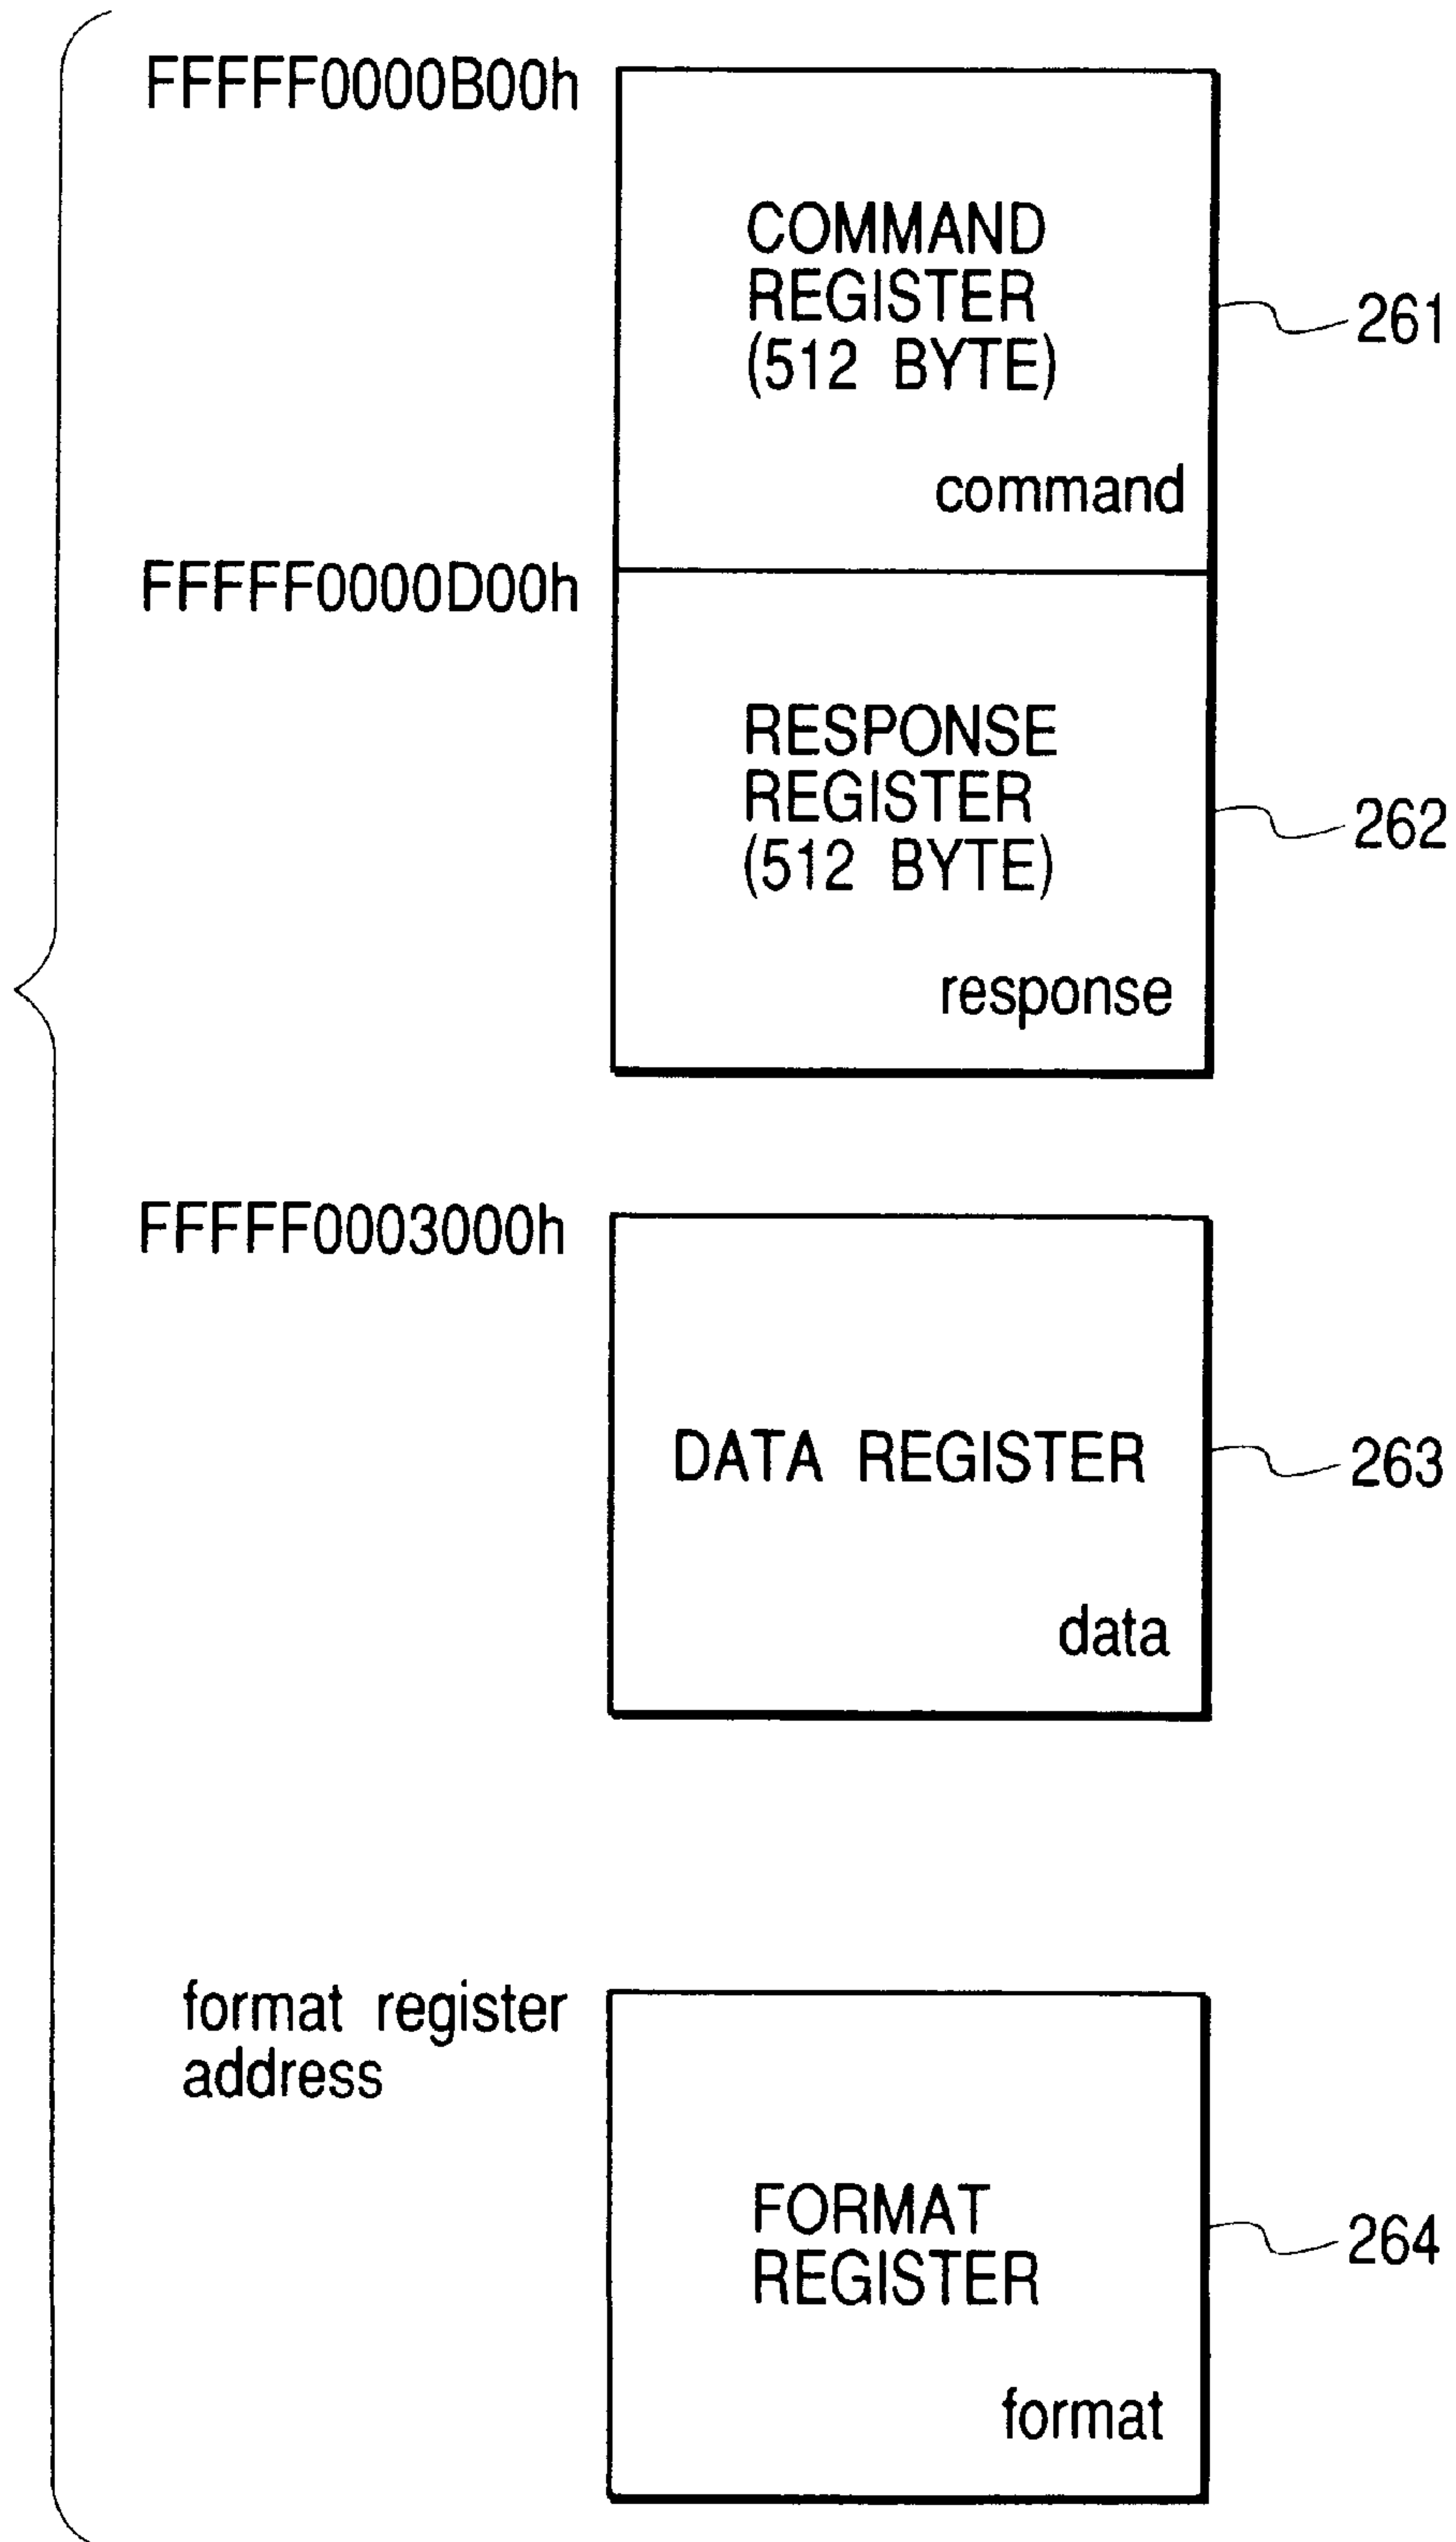 FFFFF0000B00h
COMMAND
REGISTER
(512 BYTE)
261
command
FFFFF0000D00h
RESPONSE
REGISTER
(512 BYTE)
262
response
FFFFF0003000h
DATA REGISTER
263
data
format register
address
FORMAT
REGISTER
264
format